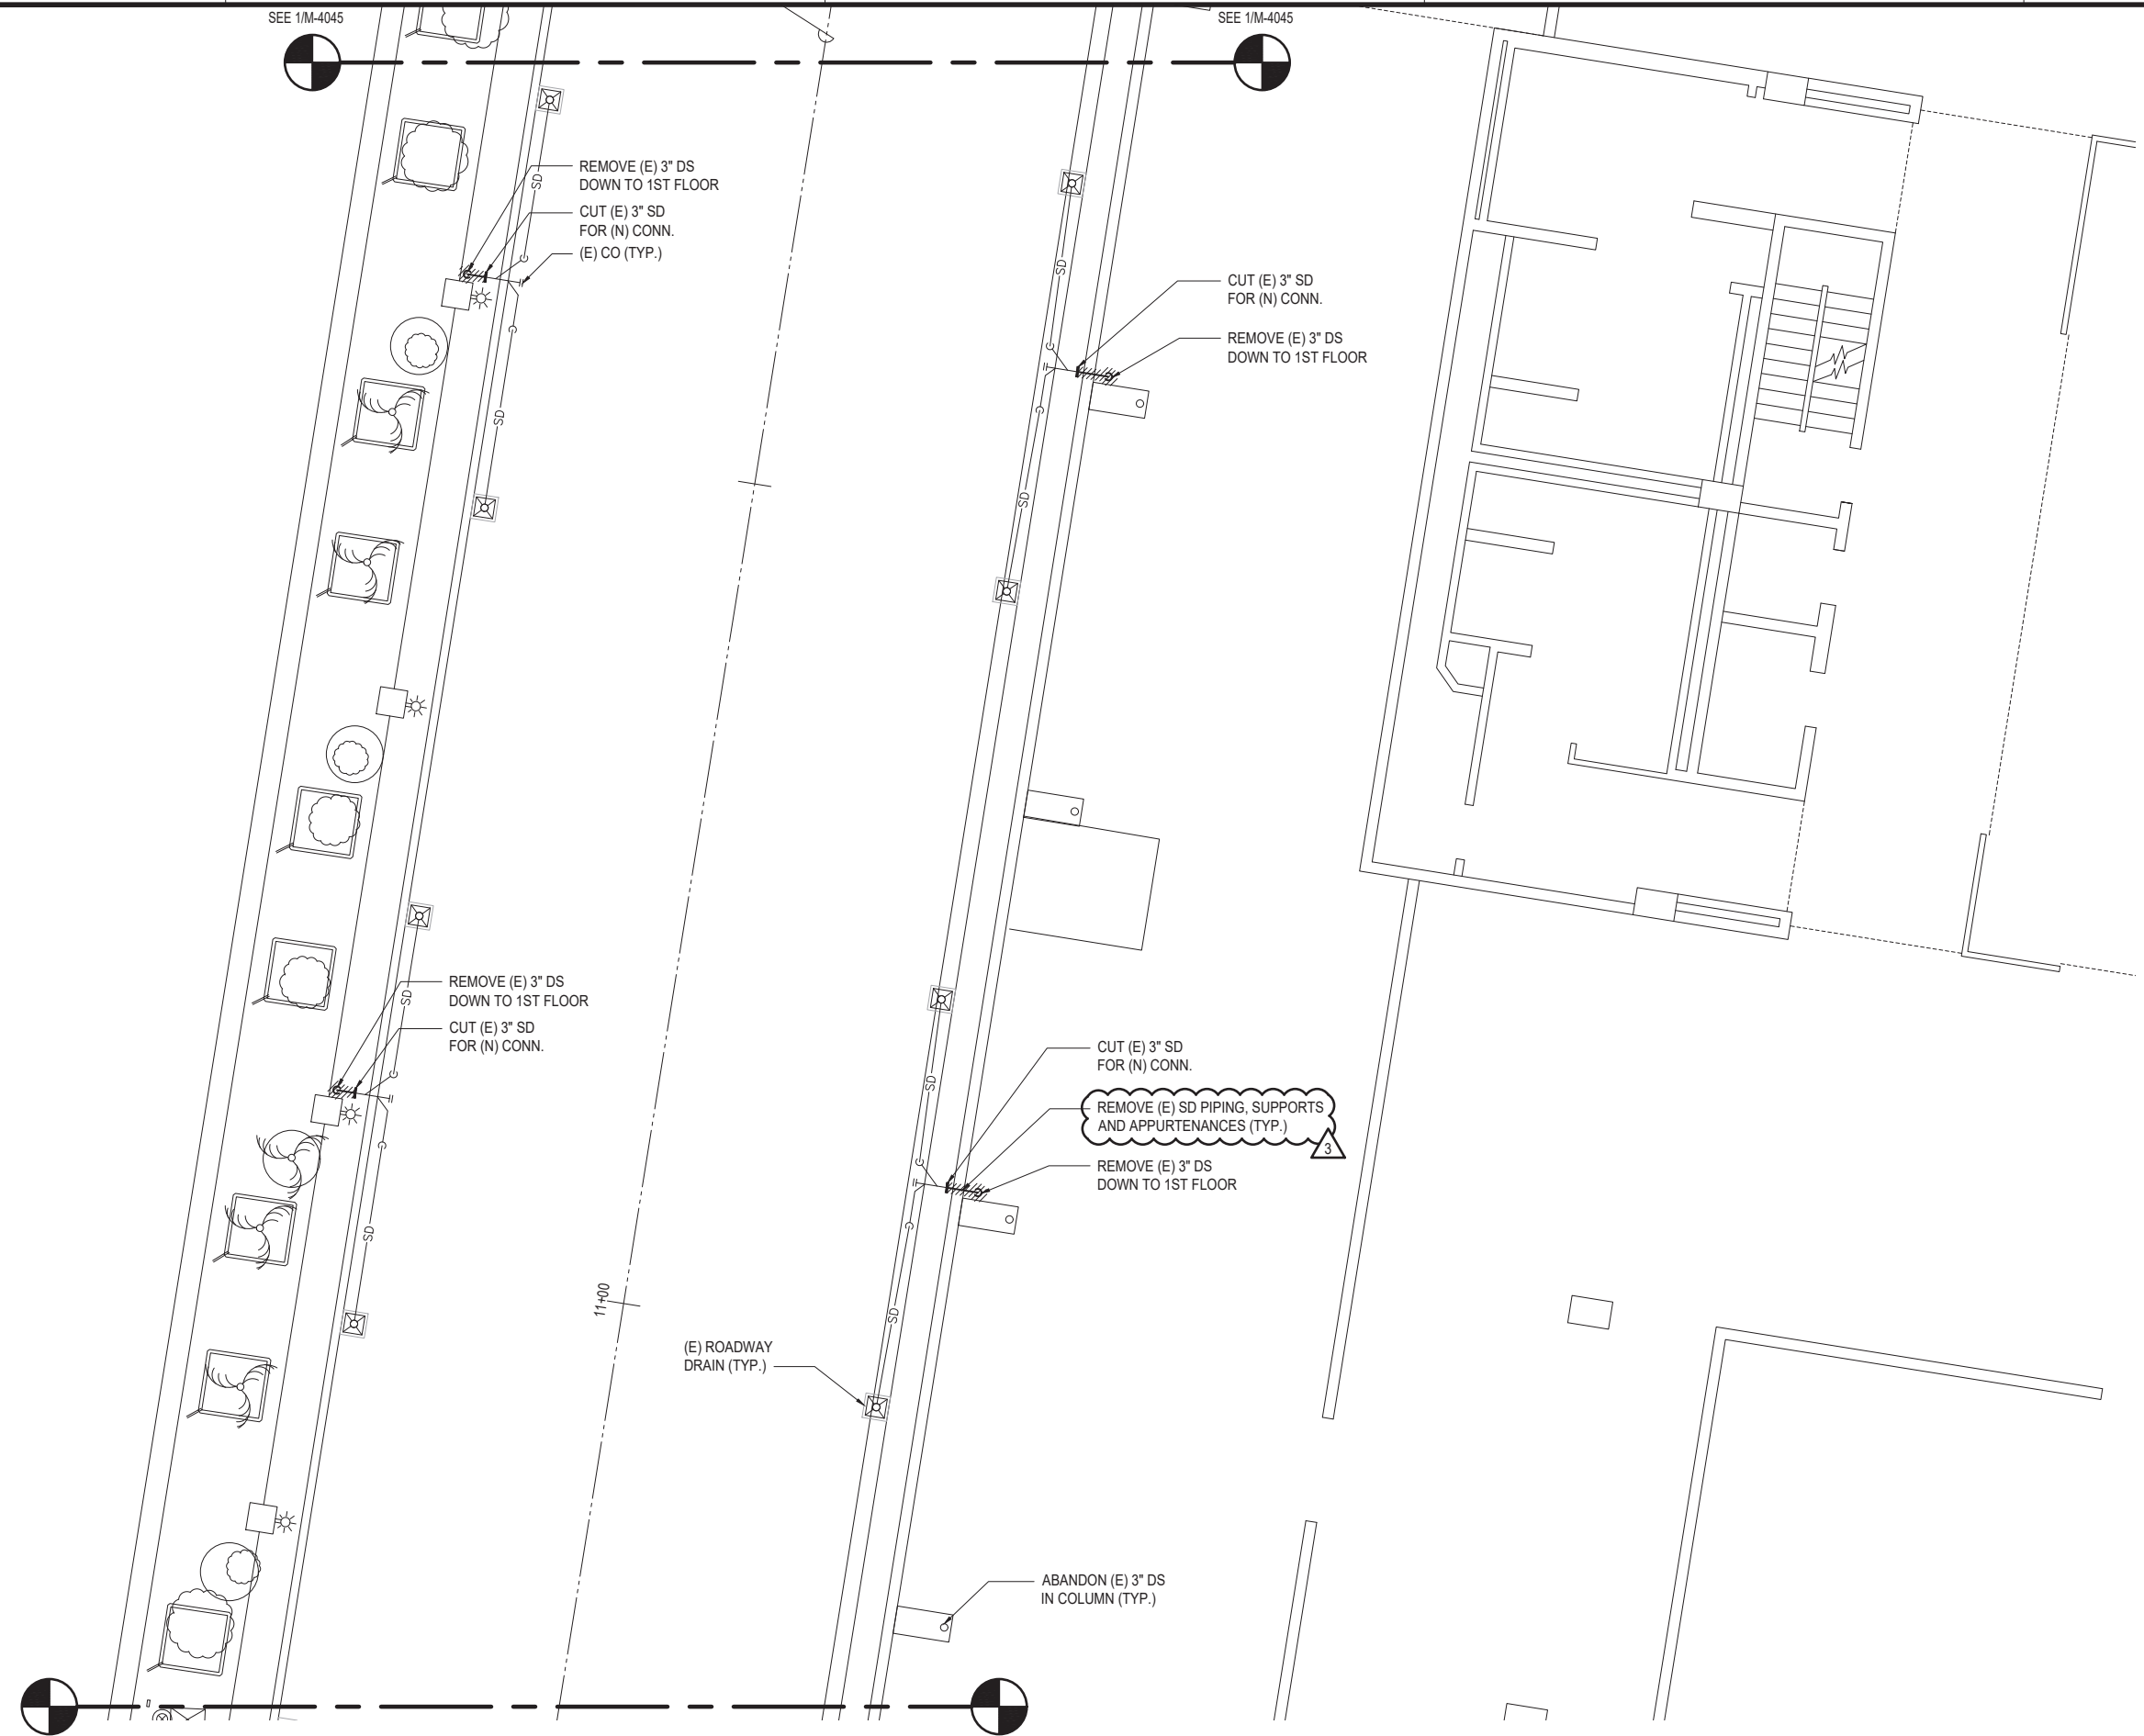 SEE 1/M-4045
SEE 1/M-4045
REMOVE (E) 3" DS
DOWN TO 1ST FLOOR
CUT (E) 3" SD
FOR (N) CONN.
(E) CO (TYP.)
SD
SD
SD
SD
CUT (E) 3" SD
FOR (N) CONN.
REMOVE (E) 3" DS
DOWN TO 1ST FLOOR
REMOVE (E) 3" DS
DOWN TO 1ST FLOOR
CUT (E) 3" SD
FOR (N) CONN.
SD
SD
SD
SD
CUT (E) 3" SD
FOR (N) CONN.
REMOVE (E) SD PIPING, SUPPORTS
AND APPURTENANCES (TYP.)
3
REMOVE (E) 3" DS
DOWN TO 1ST FLOOR
11+00
(E) ROADWAY
DRAIN (TYP.)
ABANDON (E) 3" DS
IN COLUMN (TYP.)